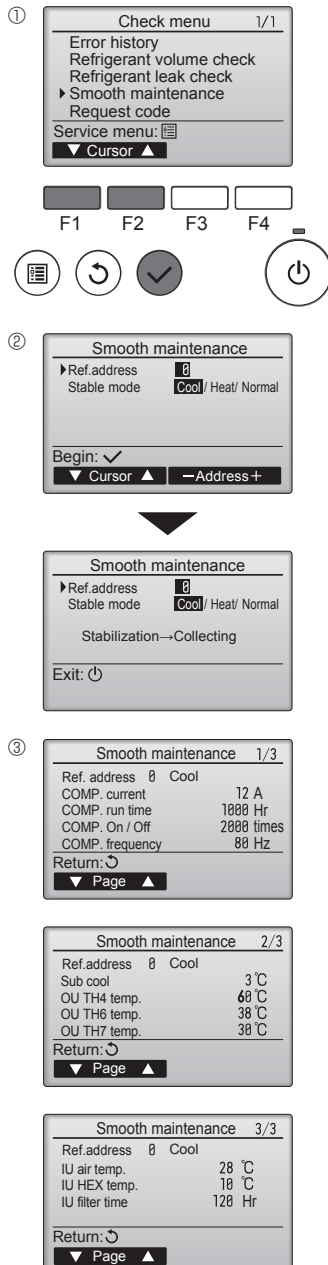 ①
Check menu 1/1
Error history
Refrigerant volume check
Refrigerant leak check
Smooth maintenance
Request code
Service menu:
▼ Cursor ▲
F1 F2 F3 F4
②
Smooth maintenance
Ref.address 0
Stable mode Cool / Heat/ Normal
Begin: ✓
▼ Cursor ▲ −Address+
Smooth maintenance
Ref.address 0
Stable mode Cool / Heat/ Normal
Stabilization→Collecting
Exit:
③
Smooth maintenance 1/3
Ref. address 0 Cool
COMP. current 12 A
COMP. run time 1000 Hr
COMP. On / Off 2000 times
COMP. frequency 80 Hz
Return:
▼ Page ▲
Smooth maintenance 2/3
Ref.address 0 Cool
Sub cool 3 °C
OU TH4 temp. 60 °C
OU TH6 temp. 38 °C
OU TH7 temp. 30 °C
Return:
▼ Page ▲
Smooth maintenance 3/3
Ref.address 0 Cool
IU air temp. 28 °C
IU HEX temp. 10 °C
IU filter time 120 Hr
Return:
▼ Page ▲